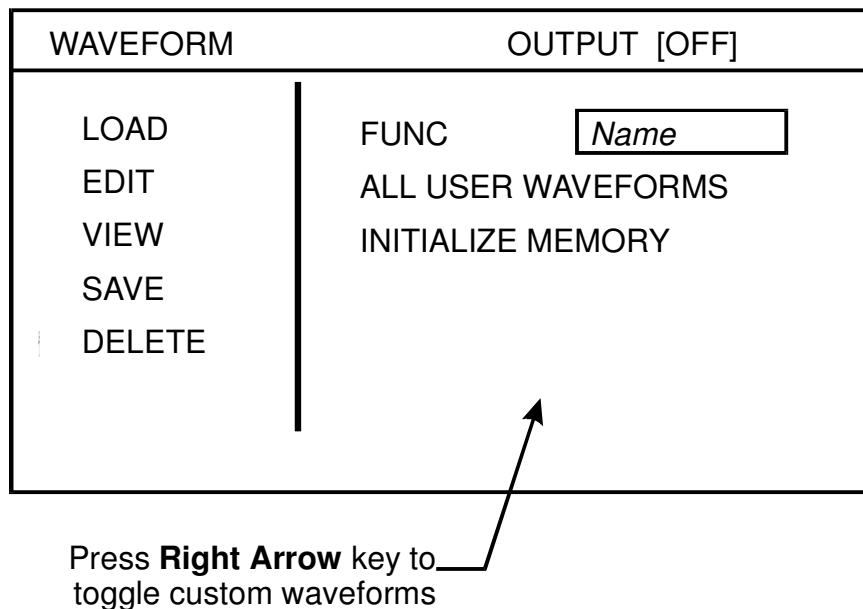 WAVEFORM OUTPUT [OFF]
LOAD
EDIT
VIEW
SAVE
DELETE
FUNC Name
ALL USER WAVEFORMS
INITIALIZE MEMORY
Press Right Arrow key to
toggle custom waveforms